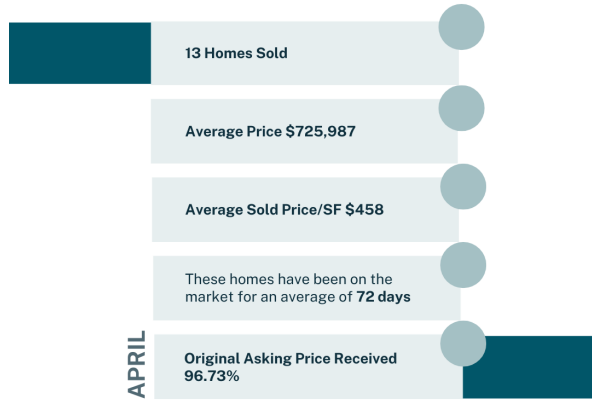 13 Homes Sold
Average Price $725,987
Average Sold Price/SF $458
These homes have been on the
market for an average of 72 days
APRIL
Original Asking Price Received
96.73%